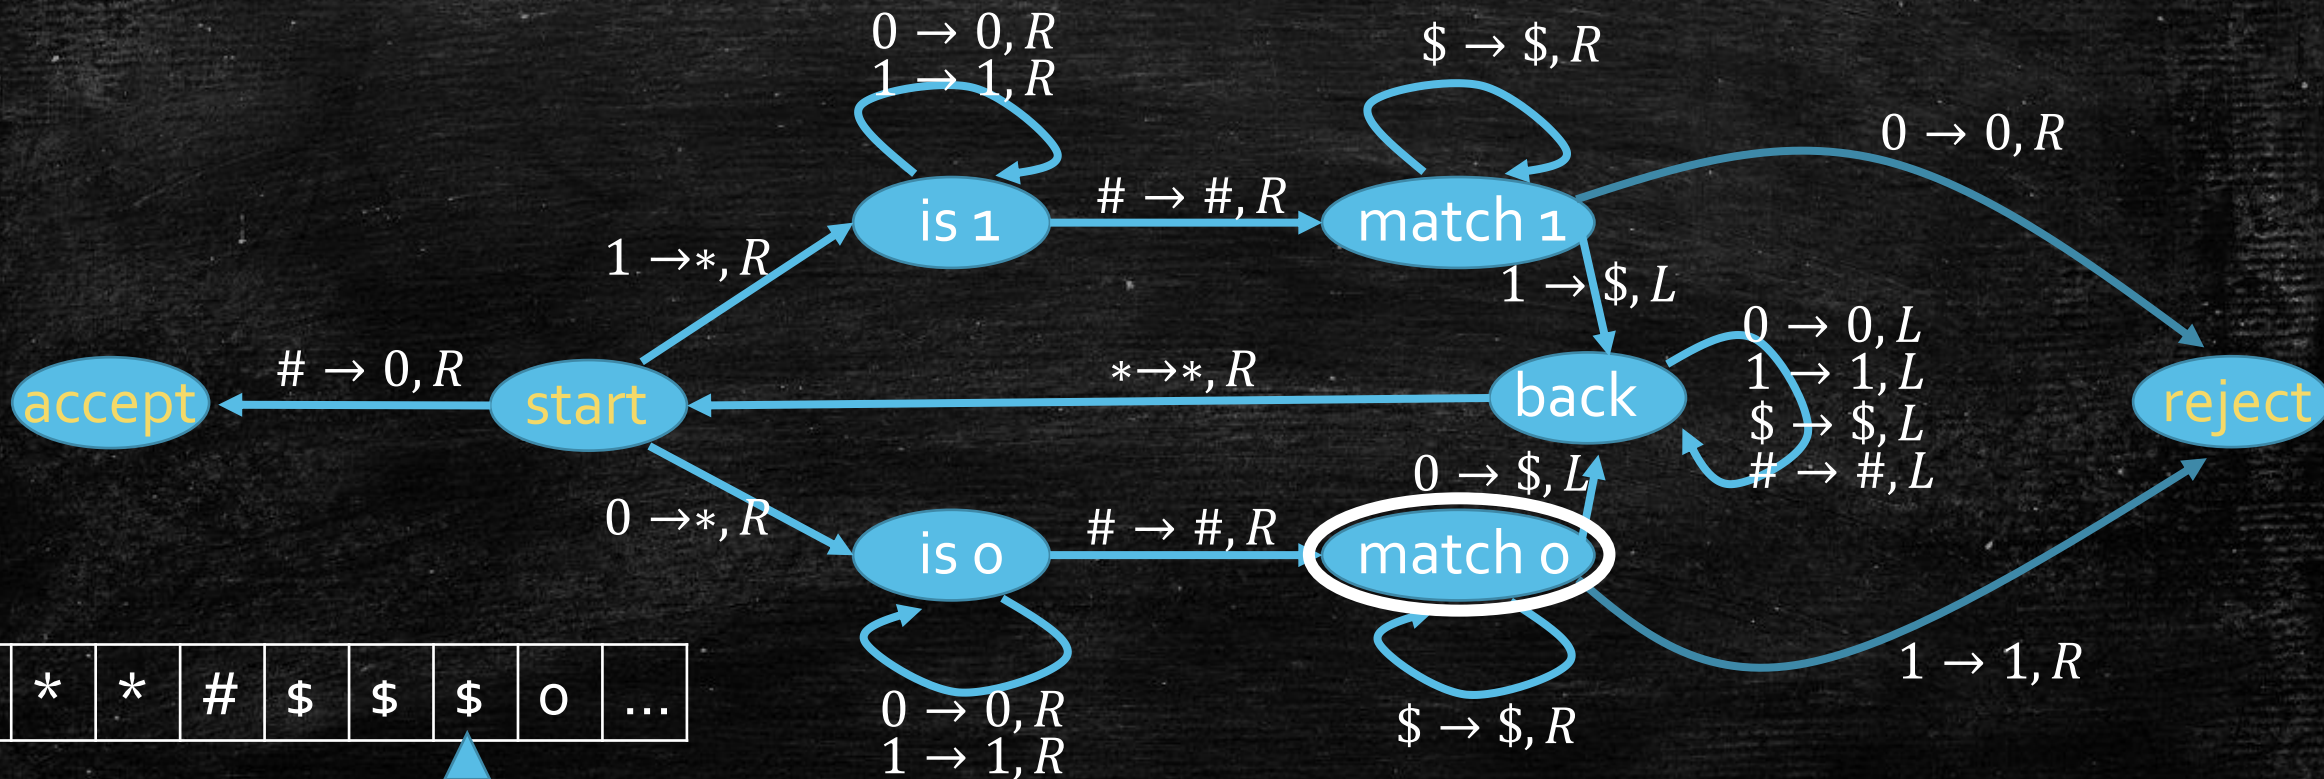 0 → 0, R
1 → 1, R
$ → $, R
0 → 0, R
is 1
# → #, R
match 1
1 →*, R
1 → $, L
accept
# → 0, R
start
*→*, R
back
0 → 0, L
1 → 1, L
$ → $, L
# → #, L
reject
0 → $, L
0 →*, R
is 0
# → #, R
match 0
1 → 1, R
* * # $ $ $ 0 ...
0 → 0, R
1 → 1, R
$ → $, R